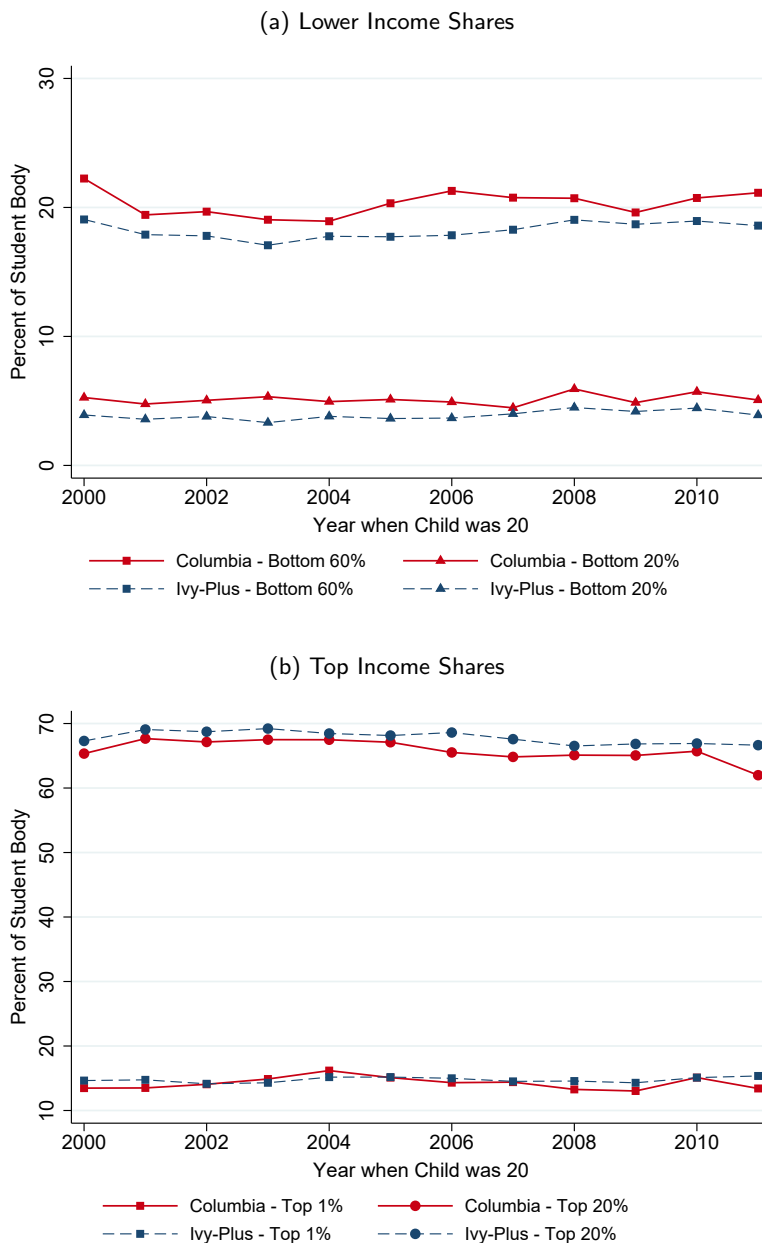 (a) Lower Income Shares
Percent of Student Body
30
20
10
0
2000 2002 2004 2006 2008 2010
Year when Child was 20
Columbia - Bottom 60% Columbia - Bottom 20%
Ivy-Plus - Bottom 60% Ivy-Plus - Bottom 20%
(b) Top Income Shares
Percent of Student Body
70
60
50
40
30
20
10
2000 2002 2004 2006 2008 2010
Year when Child was 20
Columbia - Top 1% Columbia - Top 20%
Ivy-Plus - Top 1% Ivy-Plus - Top 20%